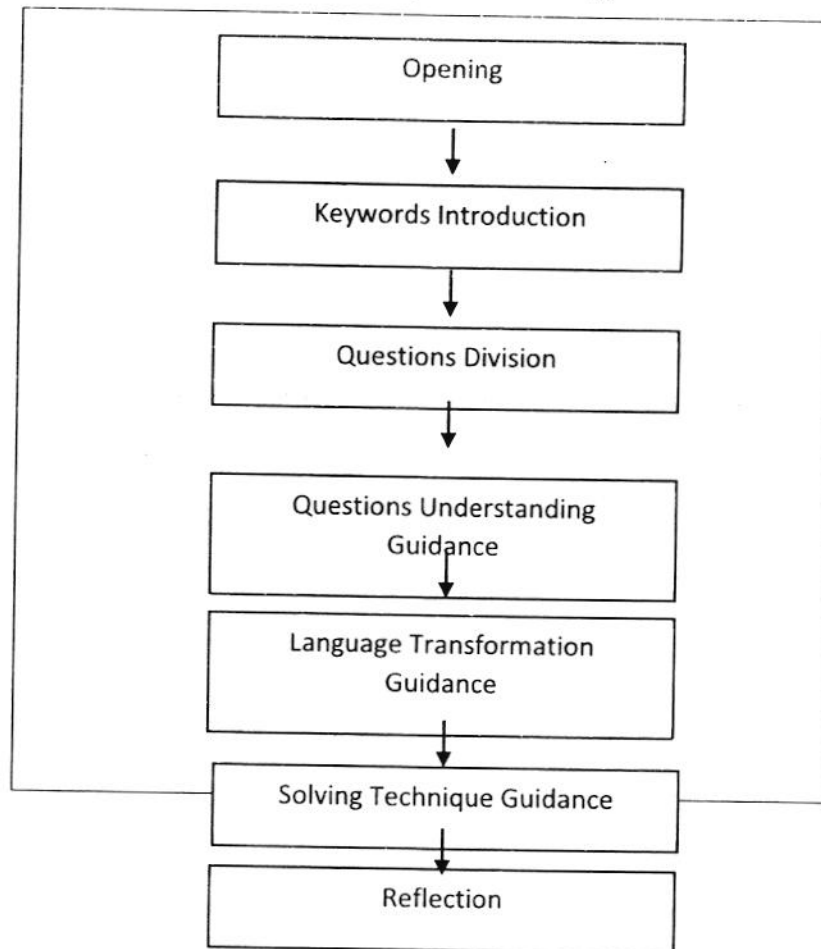 Opening
Keywords Introduction
Questions Division
Questions Understanding
Guidance
Language Transformation
Guidance
Solving Technique Guidance
Reflection